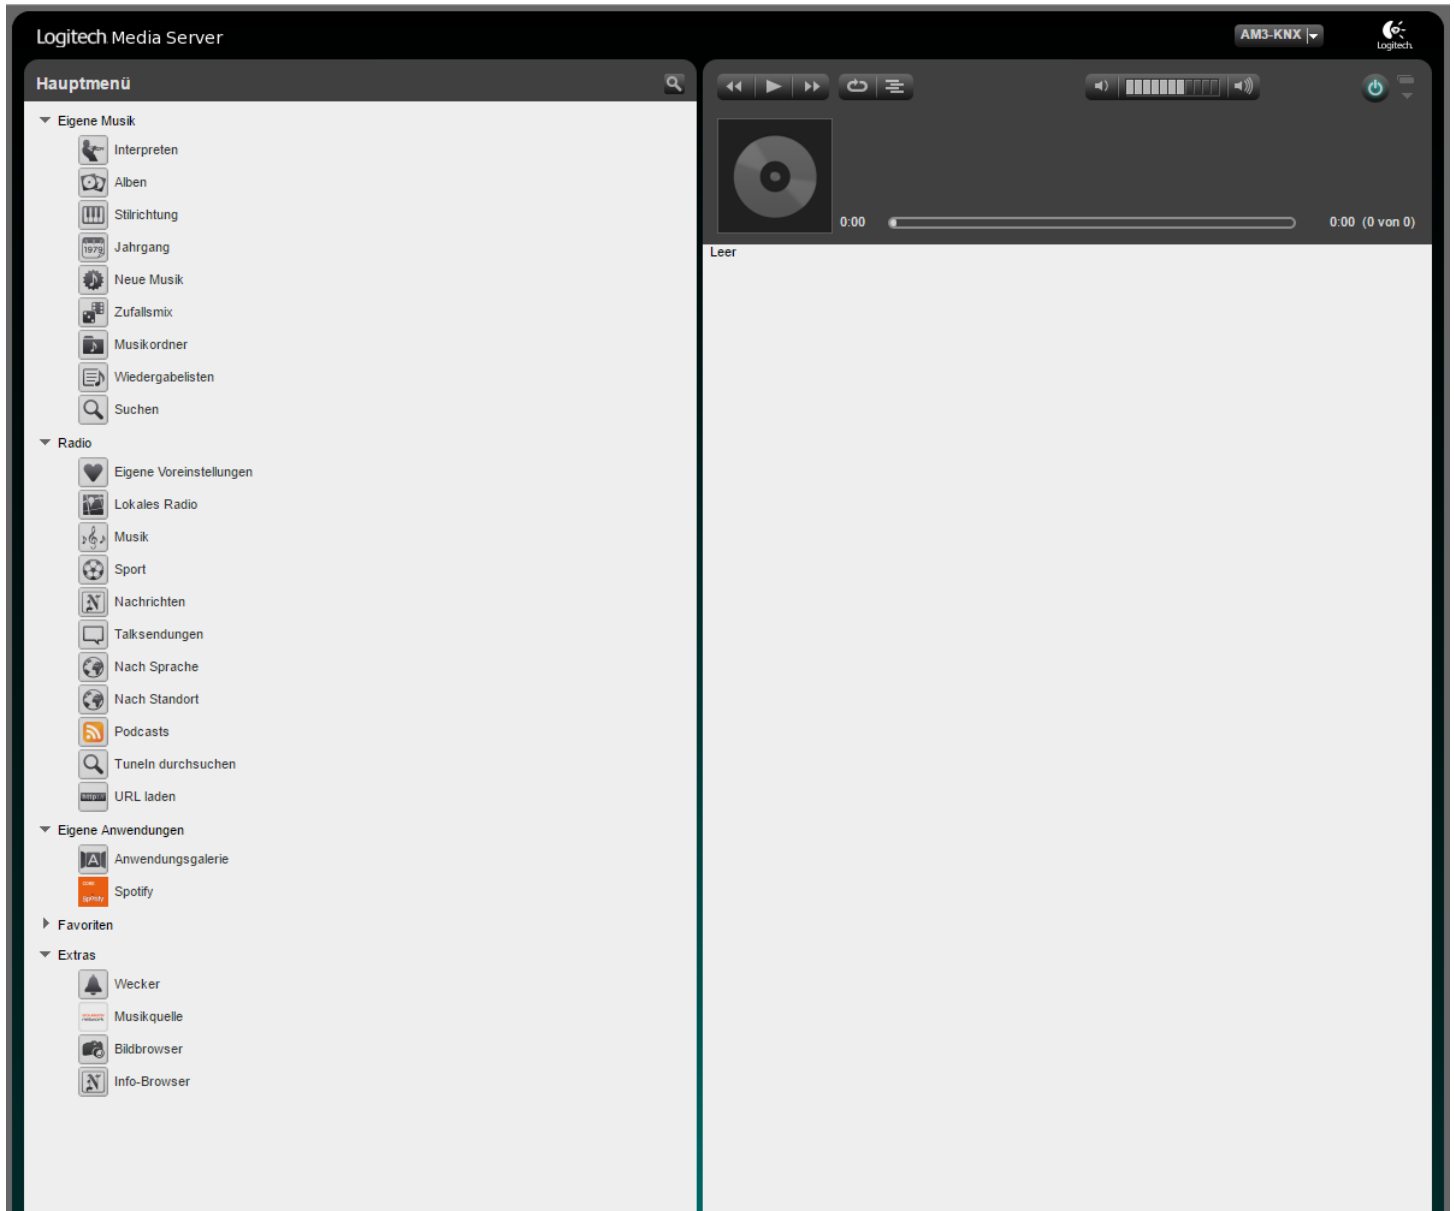 Logitech Media Server
AM3-KNX
Logitech
Hauptmenü
Eigene Musik
Interpreten
Alben
Stilrichtung
1979
Jahrgang
Neue Musik
Zufallsmix
Musikordner
Wiedergabelisten
Suchen
Radio
Eigene Voreinstellungen
Lokales Radio
Musik
Sport
Nachrichten
Talksendungen
Nach Sprache
Nach Standort
Podcasts
TuneIn durchsuchen
URL laden
Eigene Anwendungen
Anwendungsgalerie
Spotify
Favoriten
Extras
Wecker
Musikquelle
Bildbrowser
Info-Browser
0:00
0:00 (0 von 0)
Leer